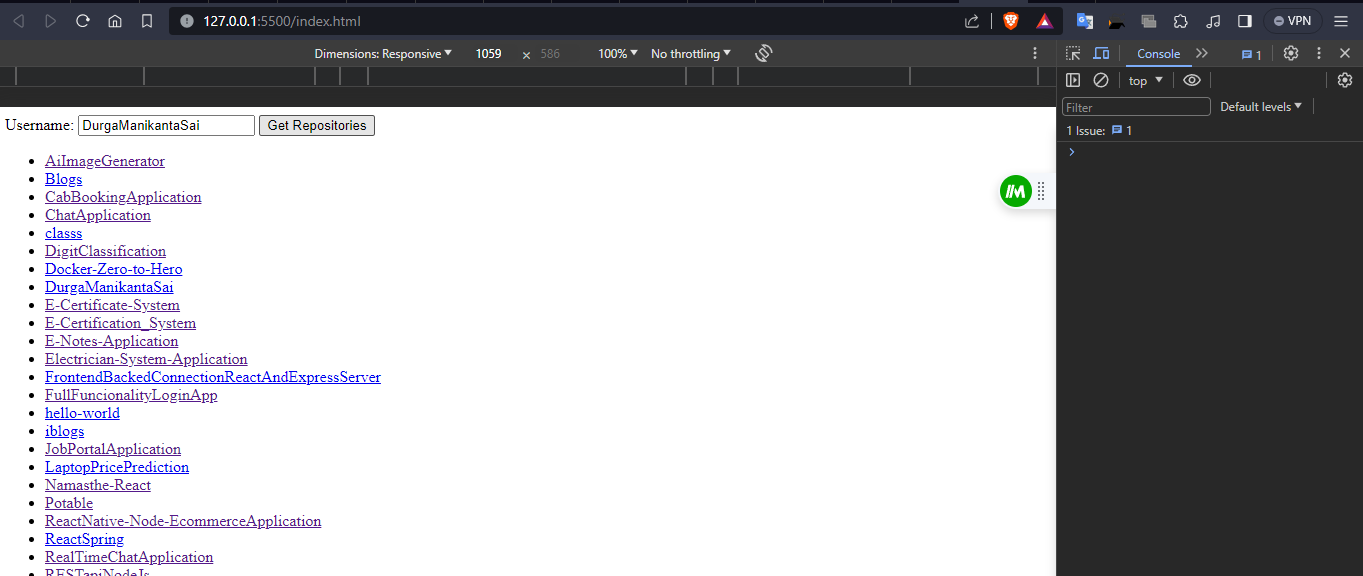 127.0.0.1:5500/index.html
VPN
Dimensions: Responsive 1059 × 586 100% No throttling
Console
1
top
Filter
Default levels
1 Issue: 1
Username: DurgaManikantaSai Get Repositories
AiImageGenerator
Blogs
CabBookingApplication
ChatApplication
classs
DigitClassification
Docker-Zero-to-Hero
DurgaManikantaSai
E-Certificate-System
E-Certification_System
E-Notes-Application
Electrician-System-Application
FrontendBackedConnectionReactAndExpressServer
FullFuncionalityLoginApp
hello-world
iblogs
JobPortalApplication
LaptopPricePrediction
Namasthe-React
Potable
ReactNative-Node-EcommerceApplication
ReactSpring
RealTimeChatApplication
RESTapiNodeJs